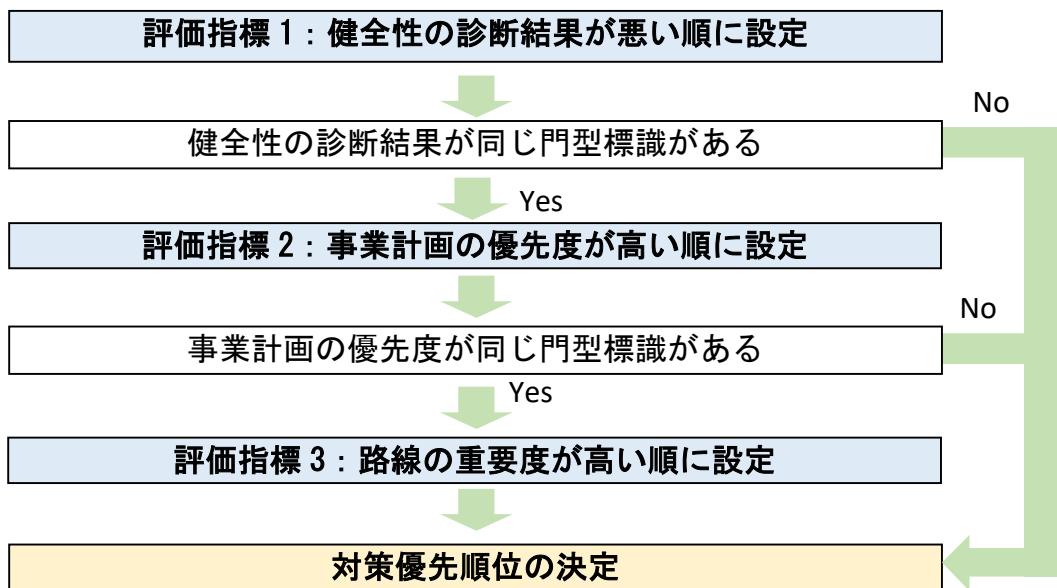 評価指標1：健全性の診断結果が悪い順に設定
No
健全性の診断結果が同じ門型標識がある
Yes
評価指標2：事業計画の優先度が高い順に設定
No
事業計画の優先度が同じ門型標識がある
Yes
評価指標3：路線の重要度が高い順に設定
対策優先順位の決定